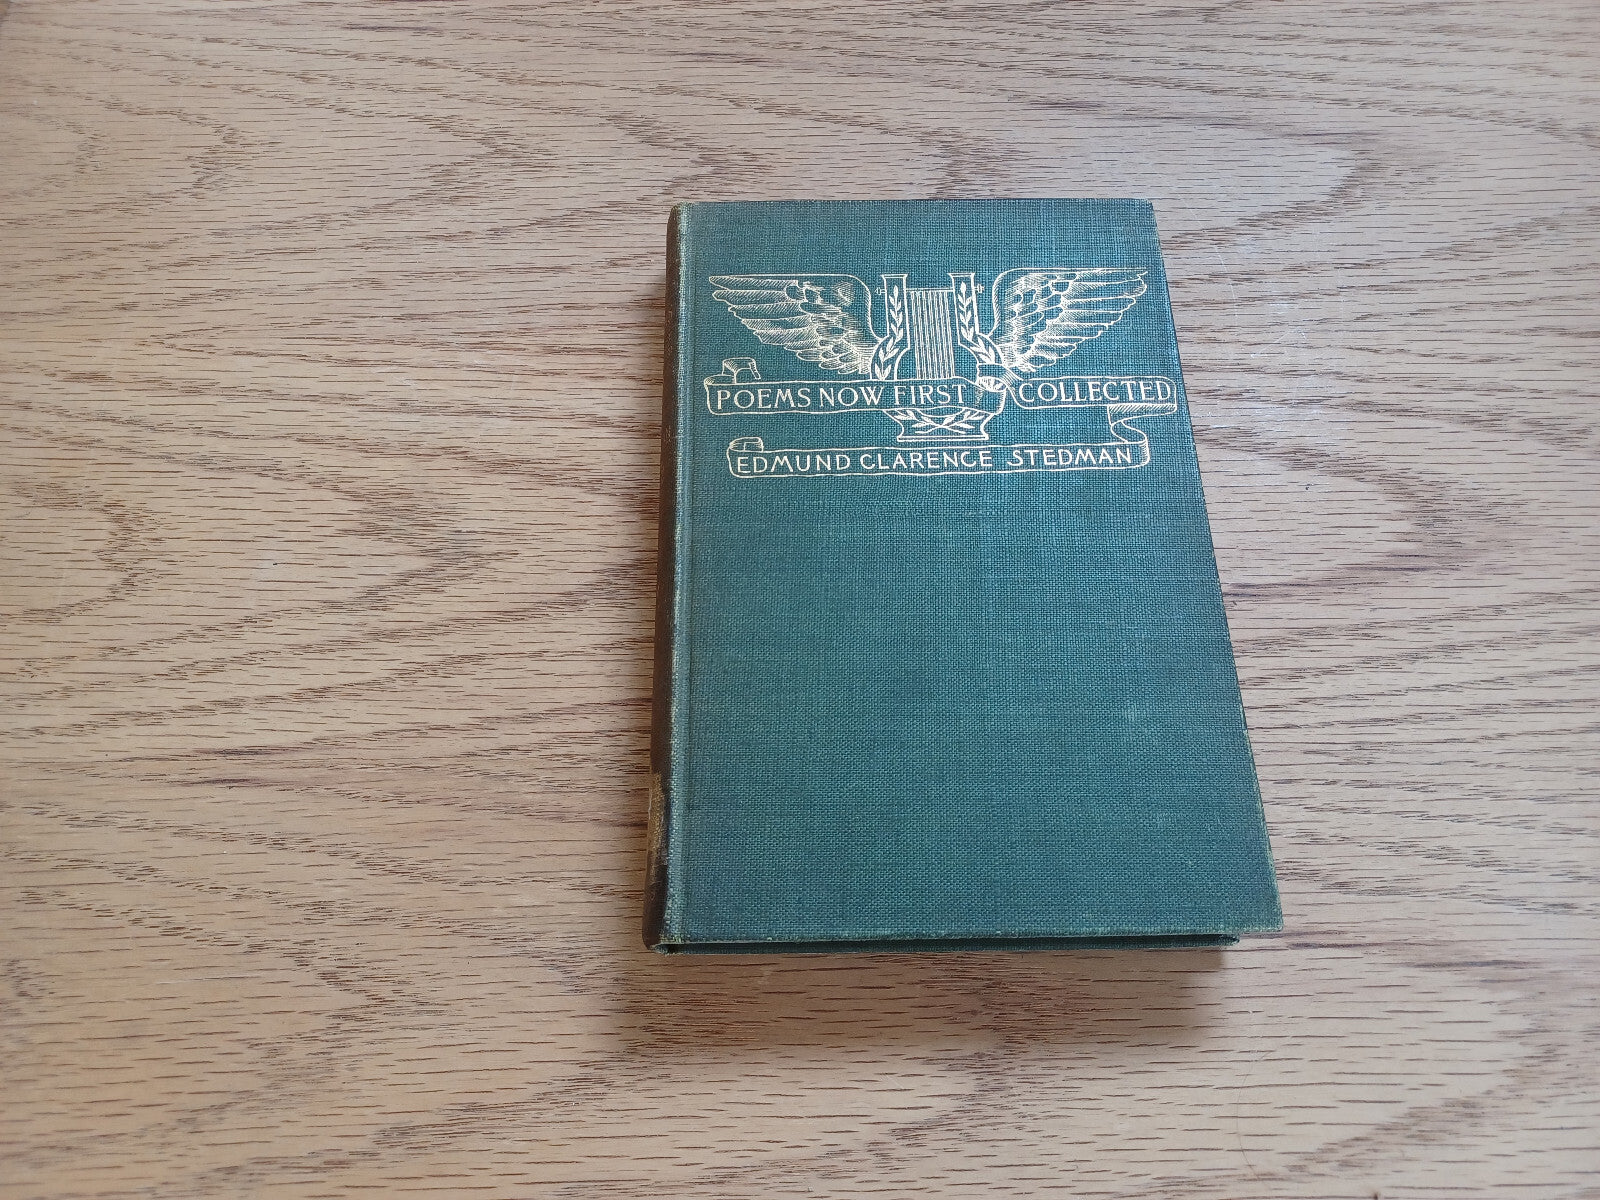 POEMS NOW FIRST COLLECTED
EDMUND CLARENCE STEDMAN